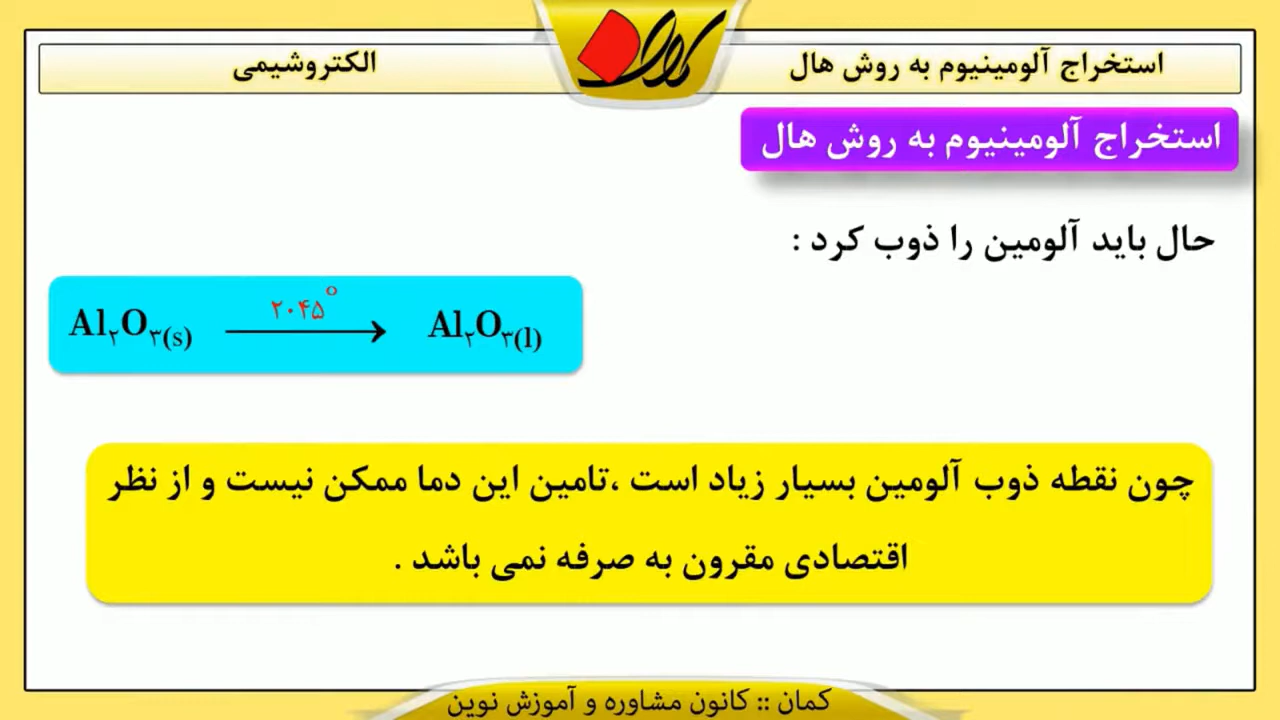 استخراج آلومینیوم به روش هال
کمان
الکتروشیمی
استخراج آلومینیوم به روش هال
حال باید آلومین را ذوب کرد :
Al۲O۳(s) ⟶ ۲۰۴۵° Al۲O۳(l)
چون نقطه ذوب آلومین بسیار زیاد است ،تامین این دما ممکن نیست و از نظر
اقتصادی مقرون به صرفه نمی باشد .
کمان :: کانون مشاوره و آموزش نوین